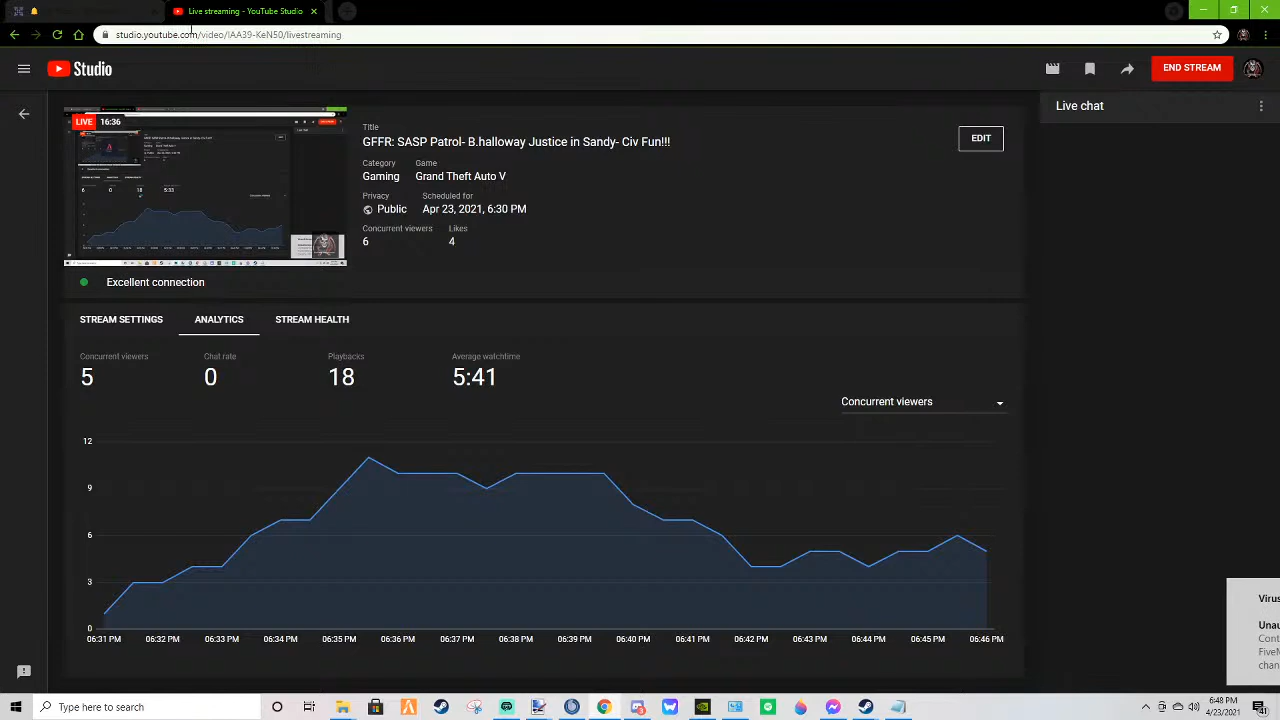 Live streaming - YouTube Studio
studio.youtube.com/video/IAA39-KeN50/livestreaming
Studio
END STREAM
LIVE 16:36
Title
GFFR: SASP Patrol- B.halloway Justice in Sandy- Civ Fun!!!
EDIT
Category Game
Gaming Grand Theft Auto V
Privacy Scheduled for
Public Apr 23, 2021, 6:30 PM
Concurrent viewers Likes
6 4
Excellent connection
STREAM SETTINGS ANALYTICS STREAM HEALTH
Concurrent viewers Chat rate Playbacks Average watchtime
5 0 18 5:41
Concurrent viewers
12
9
6
3
0
06:31 PM 06:32 PM 06:33 PM 06:34 PM 06:35 PM 06:36 PM 06:37 PM 06:38 PM 06:39 PM 06:40 PM 06:41 PM 06:42 PM 06:43 PM 06:44 PM 06:45 PM 06:46 PM
Live chat
Virus
Unau
Cont
FiveM
chan
Type here to search
6:48 PM
4/23/2021